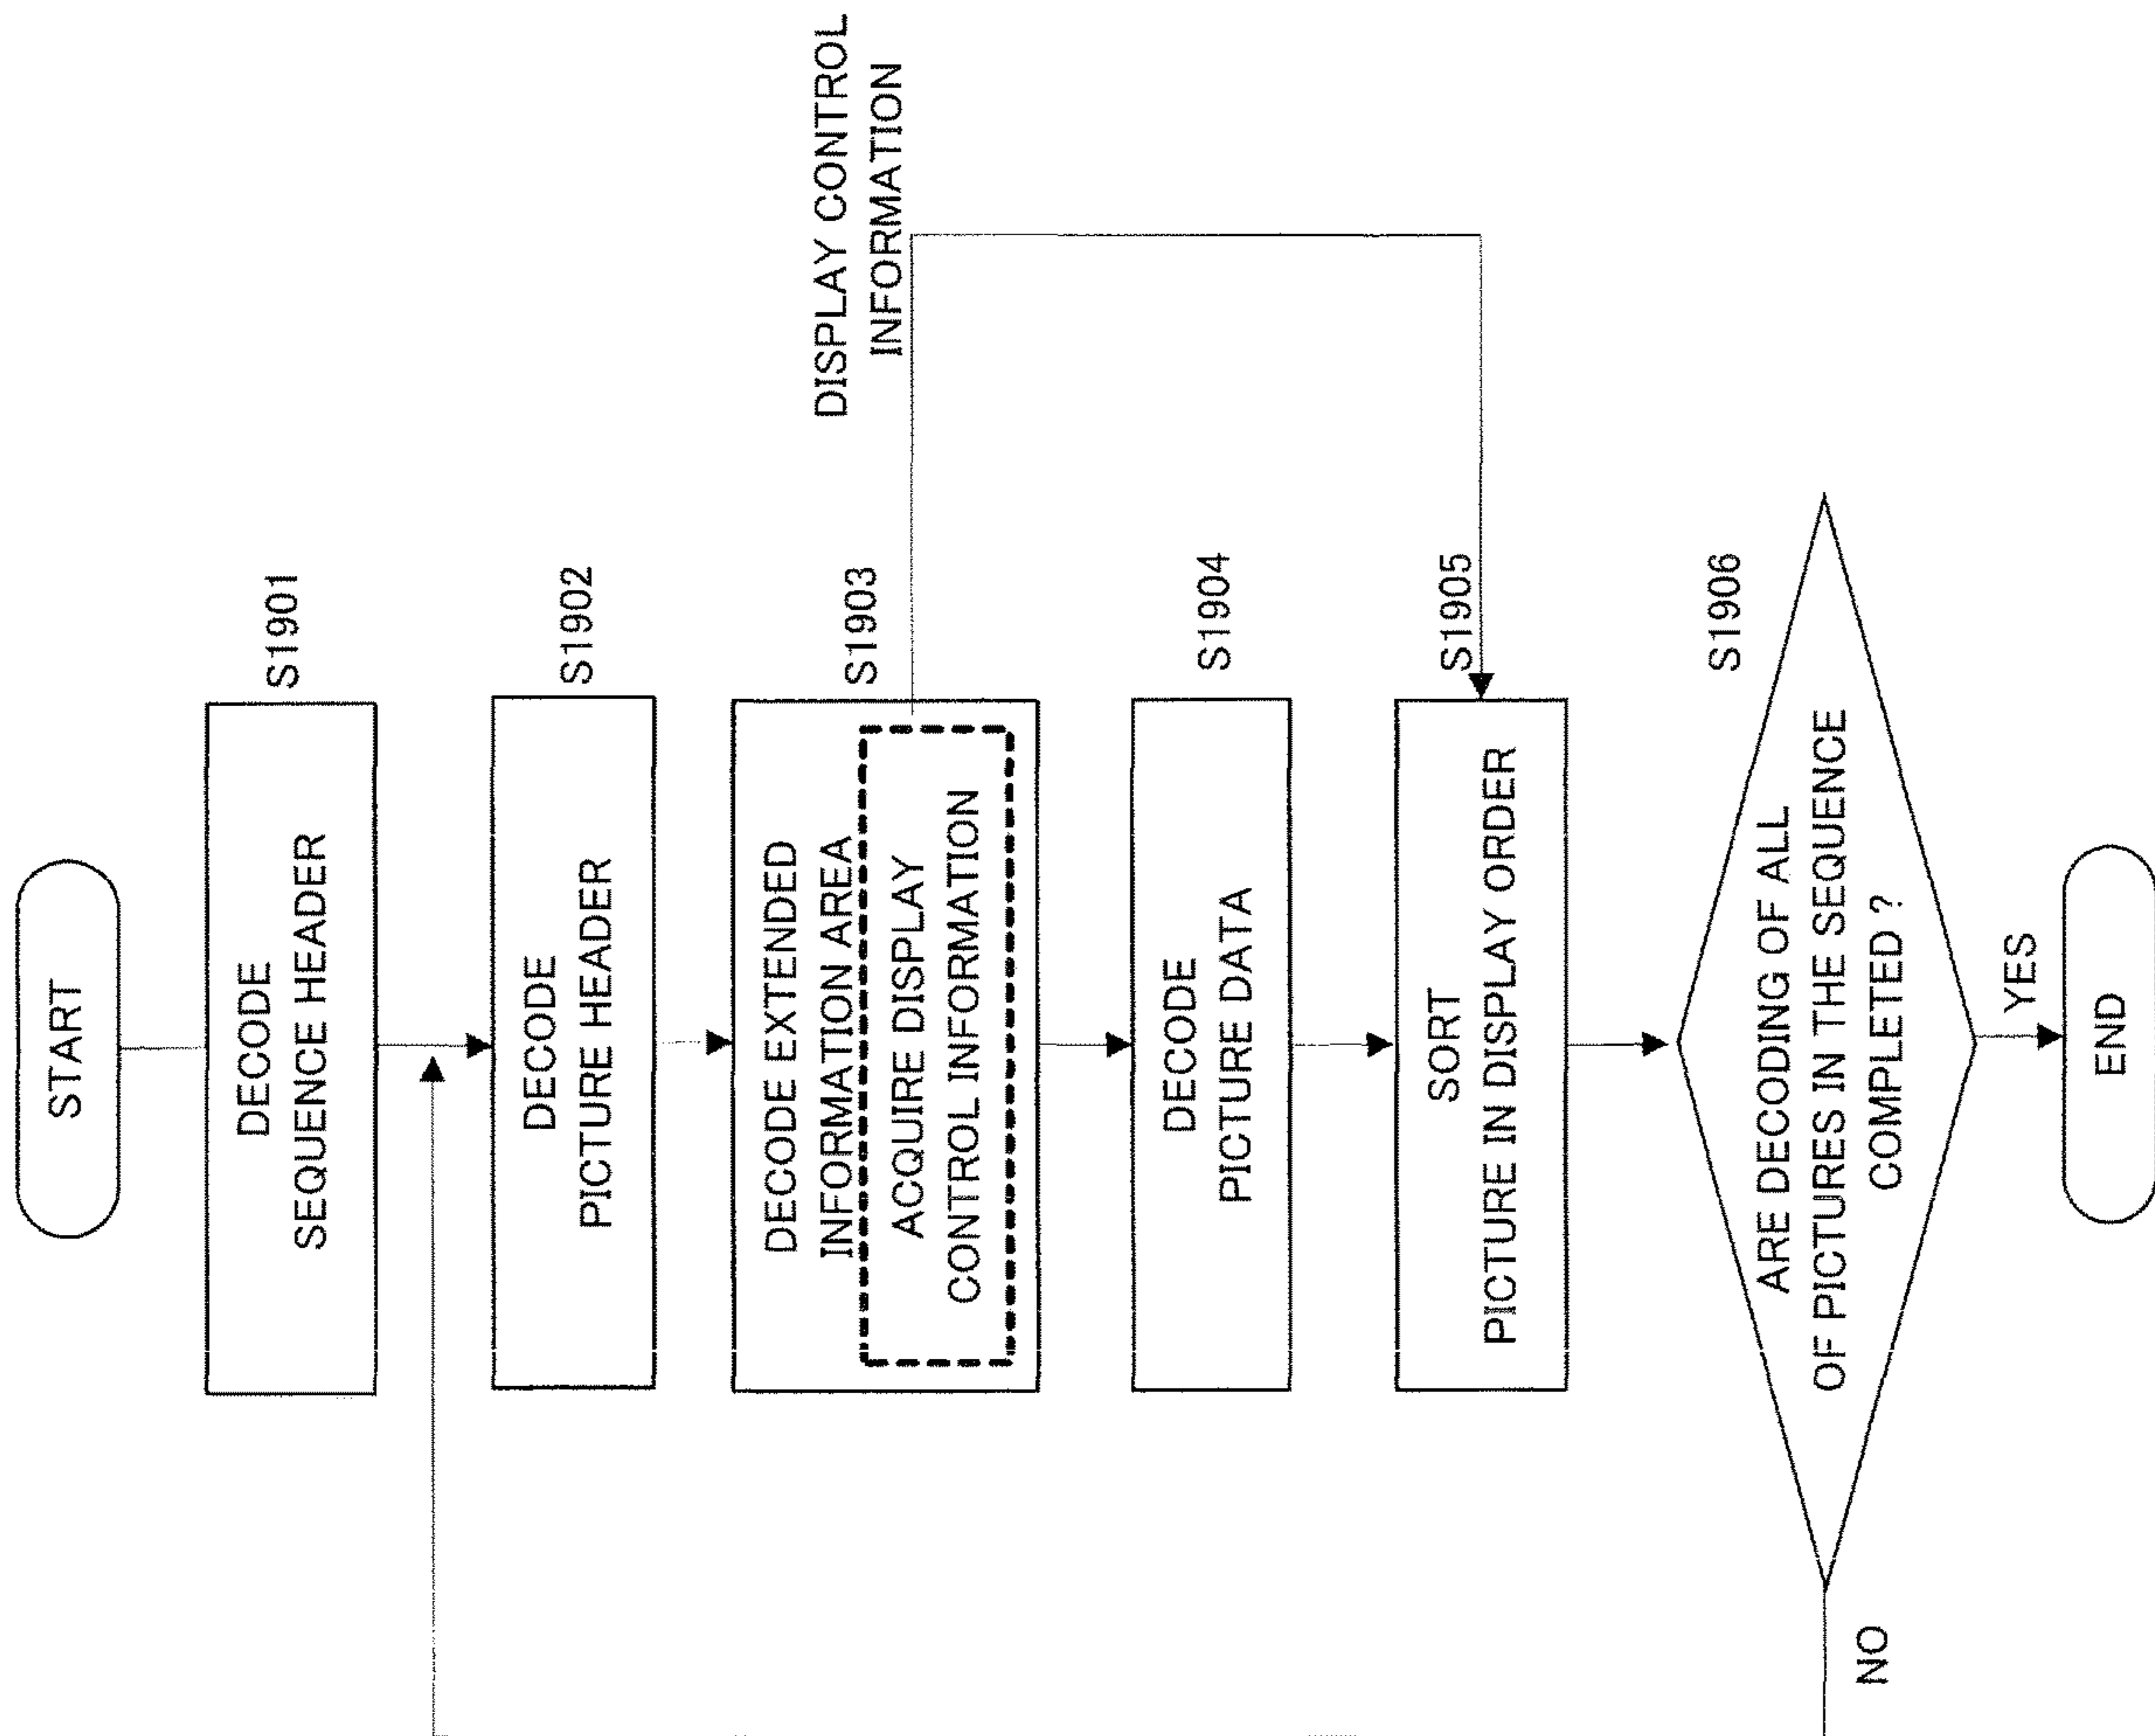 START
DECODE
SEQUENCE HEADER
S1901
DECODE
PICTURE HEADER
S1902
DECODE EXTENDED
INFORMATION AREA
S1903
ACQUIRE DISPLAY
CONTROL INFORMATION
DISPLAY CONTROL
INFORMATION
DECODE
PICTURE DATA
S1904
SORT
PICTURE IN DISPLAY ORDER
S1905
ARE DECODING OF ALL
OF PICTURES IN THE SEQUENCE
COMPLETED ?
S1906
NO
YES
END